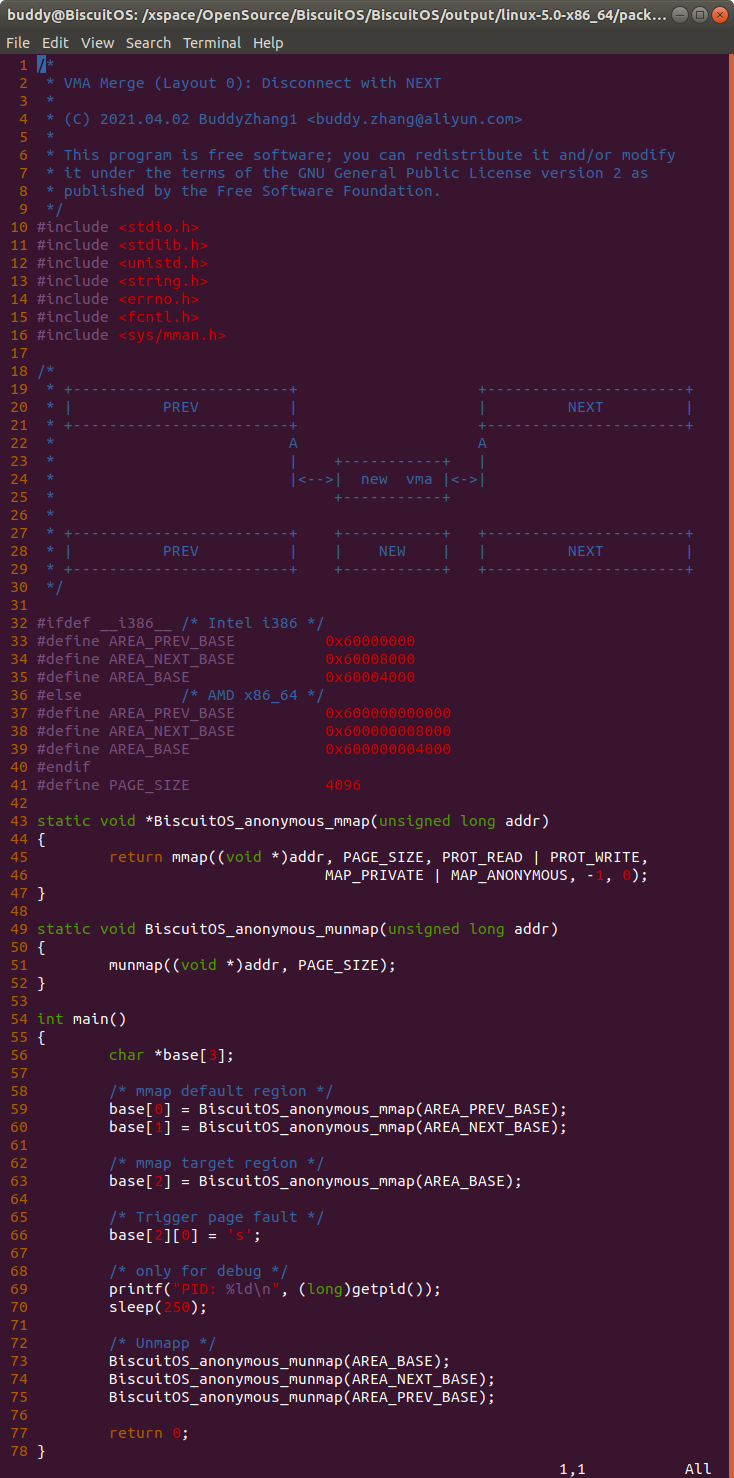 buddy@BiscuitOS: /xspace/OpenSource/BiscuitOS/BiscuitOS/output/linux-5.0-x86_64/pack...
File Edit View Search Terminal Help
1 /*
2  * VMA Merge (Layout 0): Disconnect with NEXT
3  *
4  * (C) 2021.04.02 BuddyZhang1 <buddy.zhang@aliyun.com>
5  *
6  * This program is free software; you can redistribute it and/or modify
7  * it under the terms of the GNU General Public License version 2 as
8  * published by the Free Software Foundation.
9  */
10 #include <stdio.h>
11 #include <stdlib.h>
12 #include <unistd.h>
13 #include <string.h>
14 #include <errno.h>
15 #include <fcntl.h>
16 #include <sys/mman.h>
17
18 /*
19  * +------------------------+                    +----------------------+
20  * |          PREV          |                    |         NEXT         |
21  * +------------------------+                    +----------------------+
22  *                          A                    A
23  *                          |    +-----------+   |
24  *                          |<-->|  new  vma |<->|
25  *                               +-----------+
26  *
27  * +------------------------+    +-----------+   +----------------------+
28  * |          PREV          |    |    NEW    |   |         NEXT         |
29  * +------------------------+    +-----------+   +----------------------+
30  */
31
32 #ifdef __i386__ /* Intel i386 */
33 #define AREA_PREV_BASE          0x60000000
34 #define AREA_NEXT_BASE          0x60008000
35 #define AREA_BASE               0x60004000
36 #else           /* AMD x86_64 */
37 #define AREA_PREV_BASE          0x600000000000
38 #define AREA_NEXT_BASE          0x600000008000
39 #define AREA_BASE               0x600000004000
40 #endif
41 #define PAGE_SIZE               4096
42
43 static void *BiscuitOS_anonymous_mmap(unsigned long addr)
44 {
45         return mmap((void *)addr, PAGE_SIZE, PROT_READ | PROT_WRITE,
46                                 MAP_PRIVATE | MAP_ANONYMOUS, -1, 0);
47 }
48
49 static void BiscuitOS_anonymous_munmap(unsigned long addr)
50 {
51         munmap((void *)addr, PAGE_SIZE);
52 }
53
54 int main()
55 {
56         char *base[3];
57
58         /* mmap default region */
59         base[0] = BiscuitOS_anonymous_mmap(AREA_PREV_BASE);
60         base[1] = BiscuitOS_anonymous_mmap(AREA_NEXT_BASE);
61
62         /* mmap target region */
63         base[2] = BiscuitOS_anonymous_mmap(AREA_BASE);
64
65         /* Trigger page fault */
66         base[2][0] = 's';
67
68         /* only for debug */
69         printf("PID: %ld\n", (long)getpid());
70         sleep(250);
71
72         /* Unmapp */
73         BiscuitOS_anonymous_munmap(AREA_BASE);
74         BiscuitOS_anonymous_munmap(AREA_NEXT_BASE);
75         BiscuitOS_anonymous_munmap(AREA_PREV_BASE);
76
77         return 0;
78 }
1,1 All